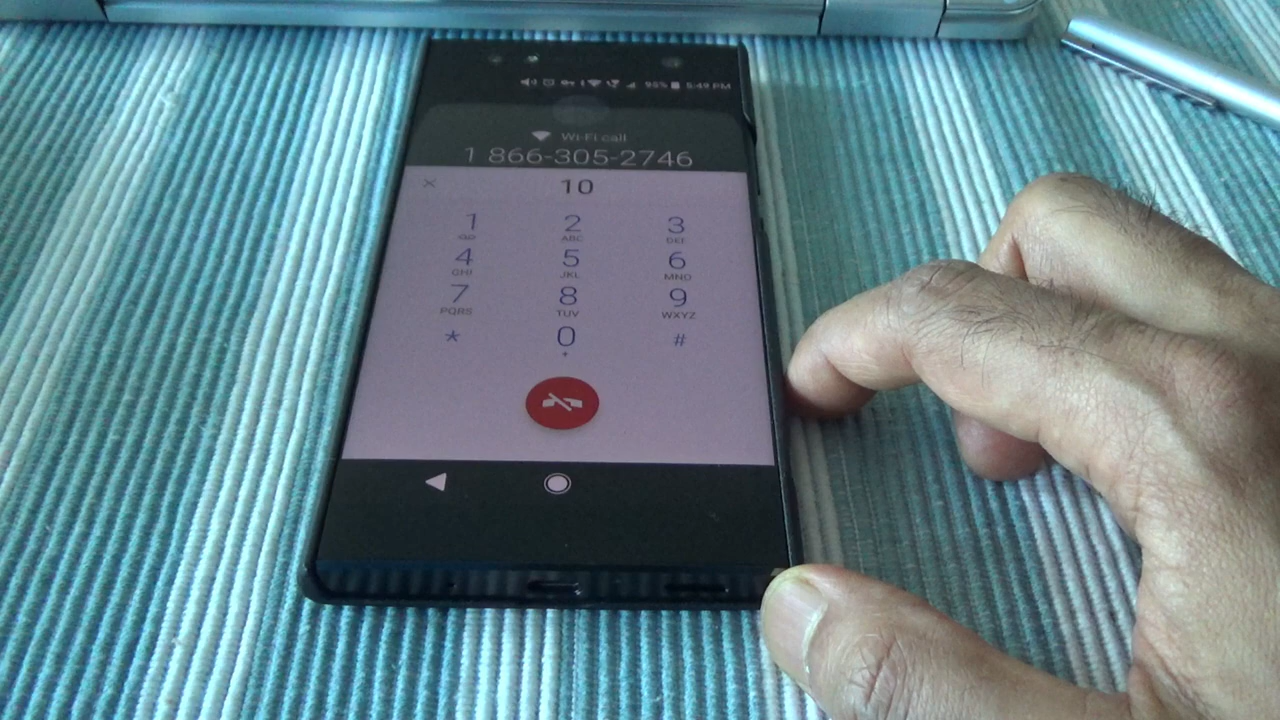 95% 5:49 PM
Wi-Fi call
1 866-305-2746
× 10
1 2 3
ABC DEF
4 5 6
GHI JKL MNO
7 8 9
PQRS TUV WXYZ
* 0 #
+